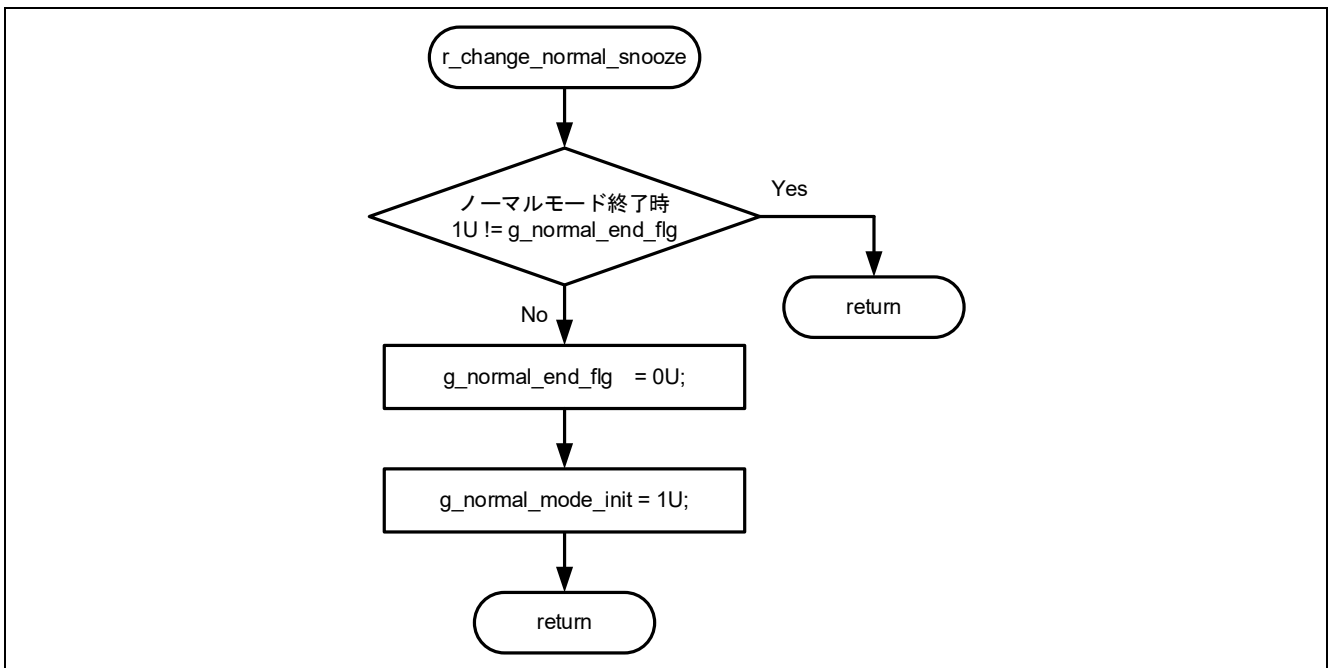 r_change_normal_snooze
ノーマルモード終了時
1U != g_normal_end_flg
Yes
return
No
g_normal_end_flg = 0U;
g_normal_mode_init = 1U;
return